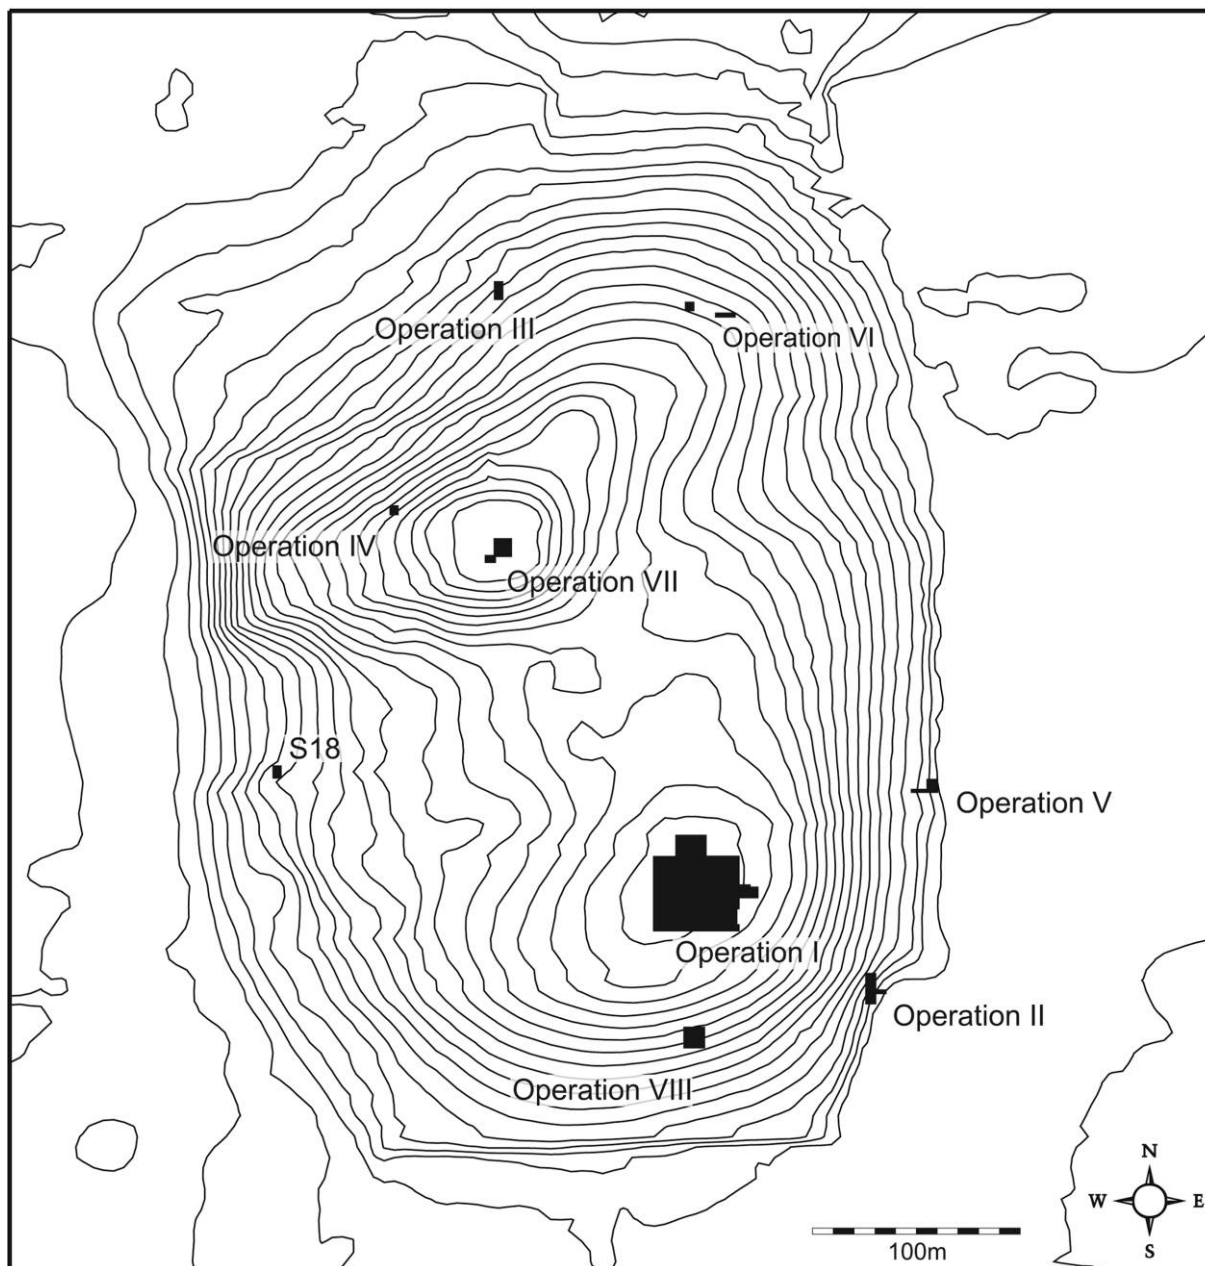 Operation III
Operation VI
Operation IV
Operation VII
S18
Operation V
Operation I
Operation II
Operation VIII
N
W E
S
100m